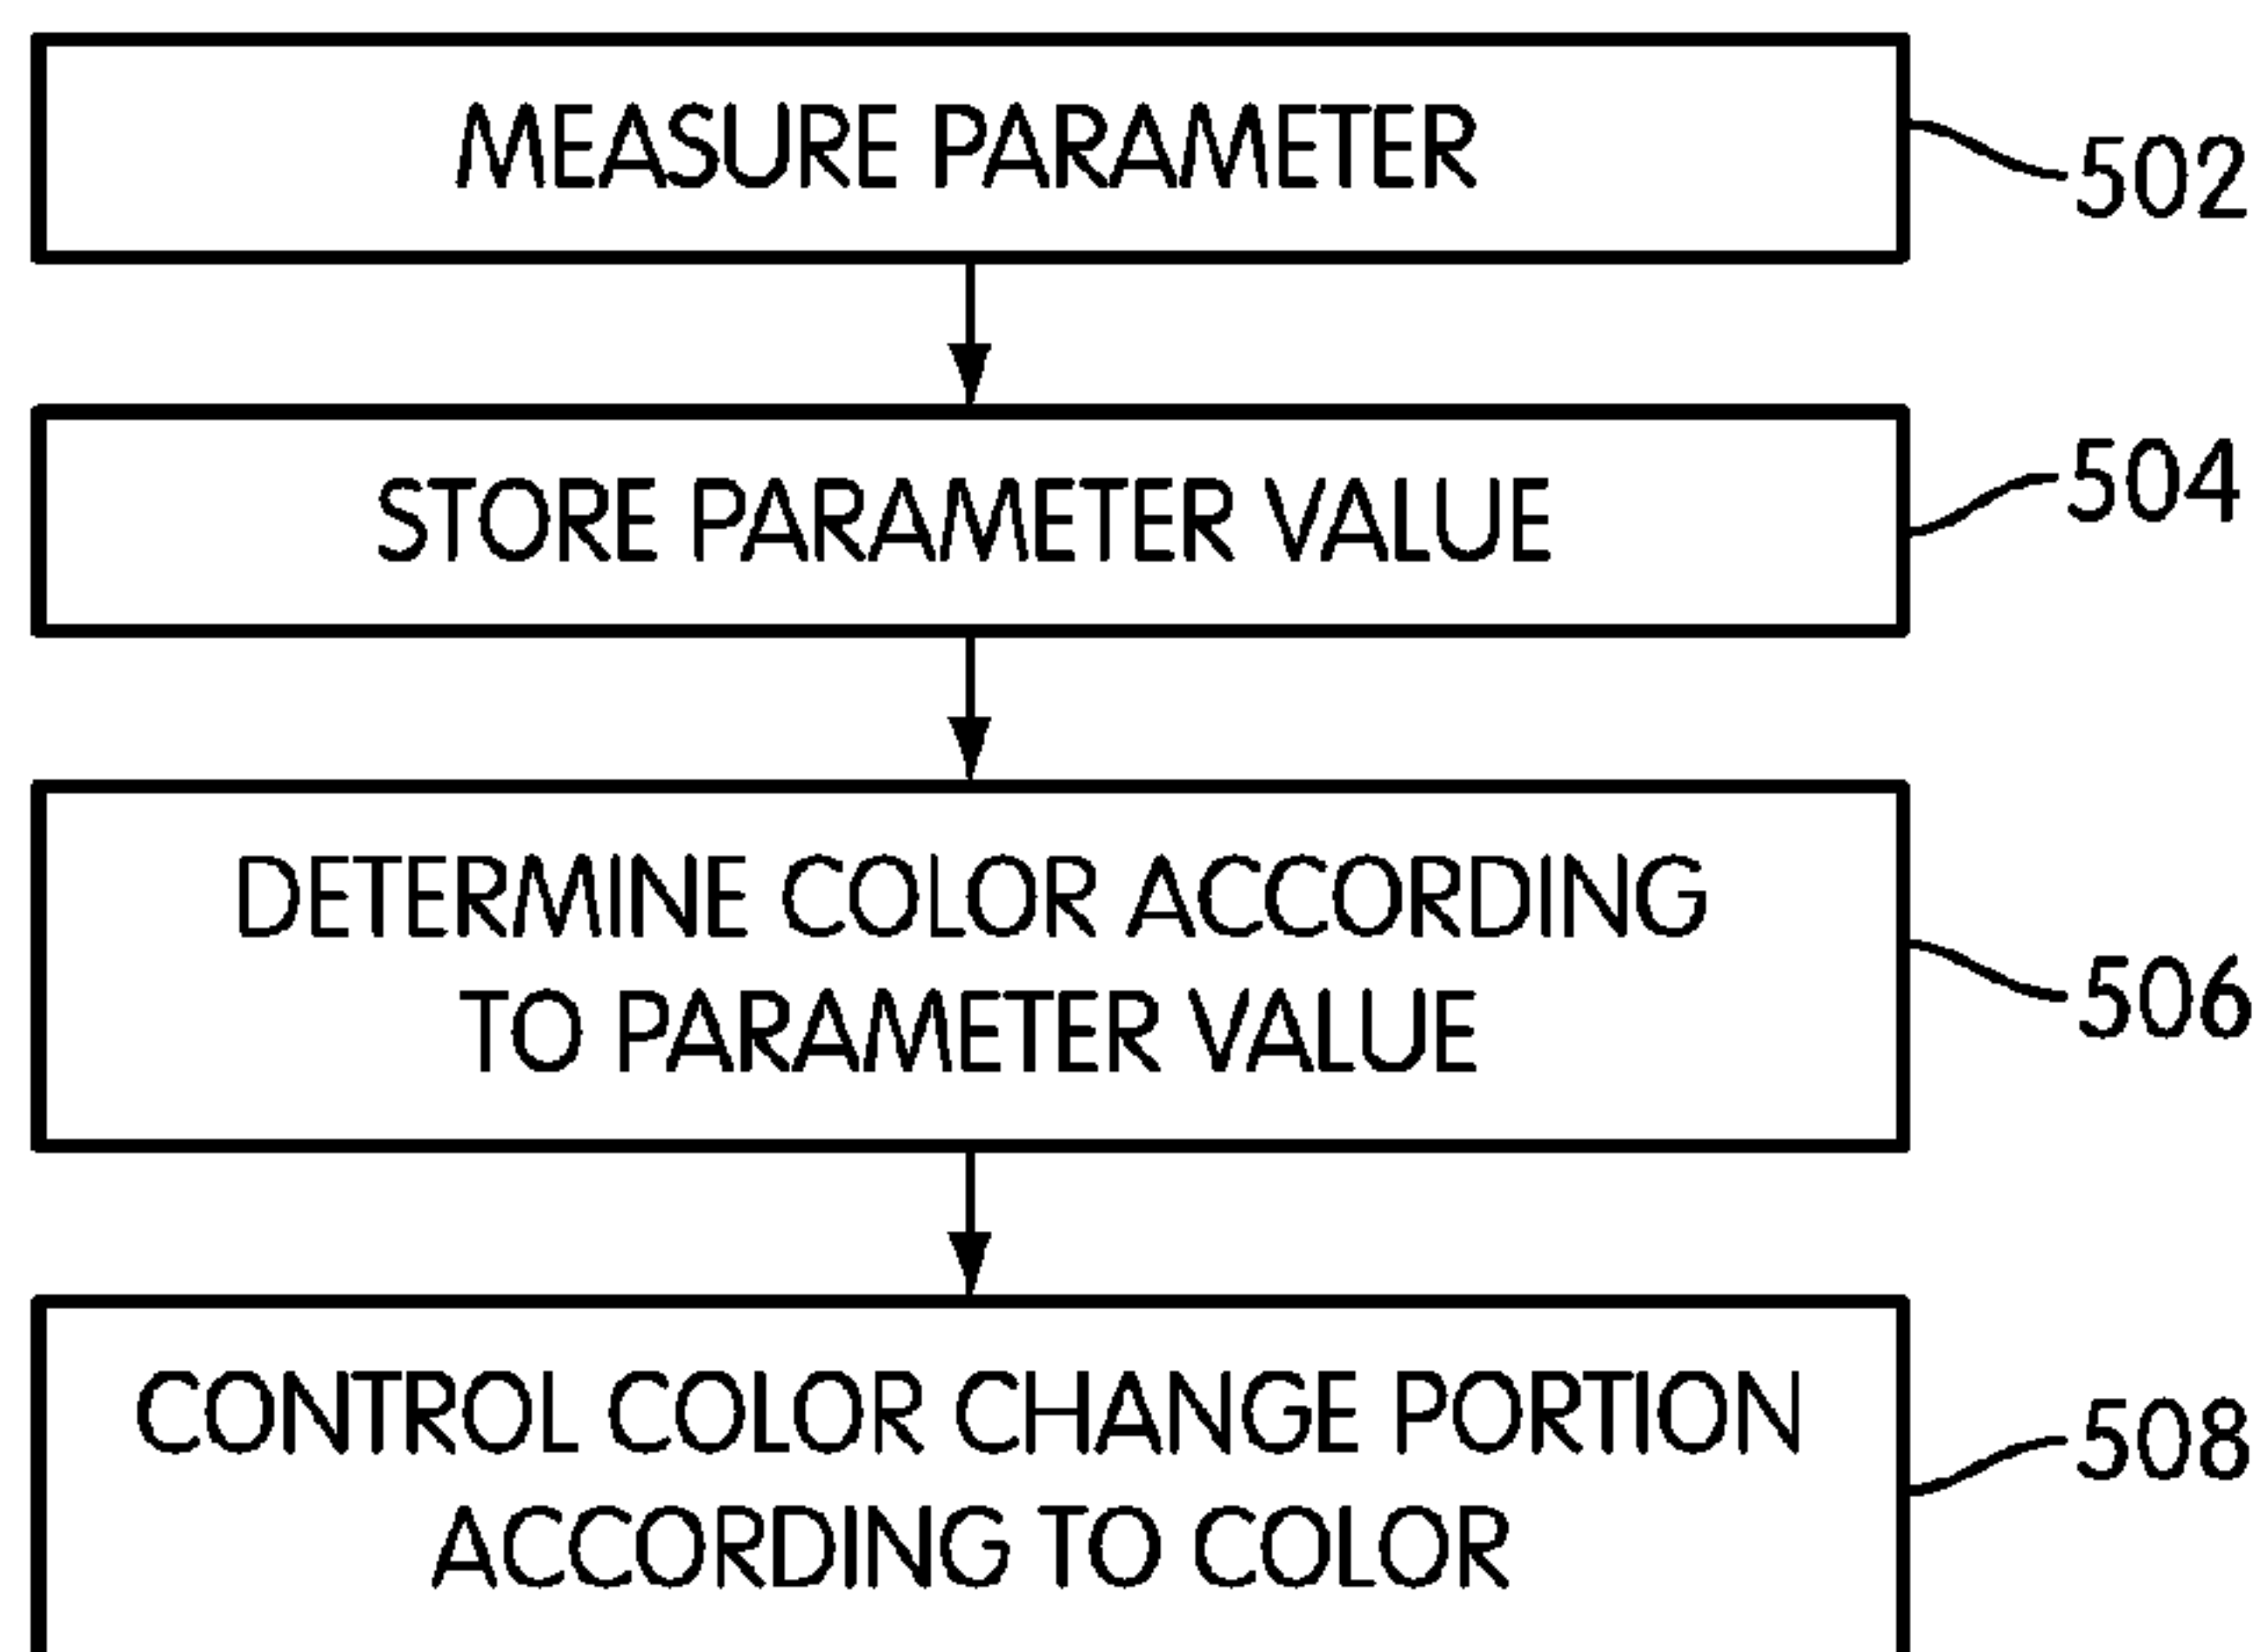 MEASURE PARAMETER
502
STORE PARAMETER VALUE
504
DETERMINE COLOR ACCORDING
TO PARAMETER VALUE
506
CONTROL COLOR CHANGE PORTION
ACCORDING TO COLOR
508